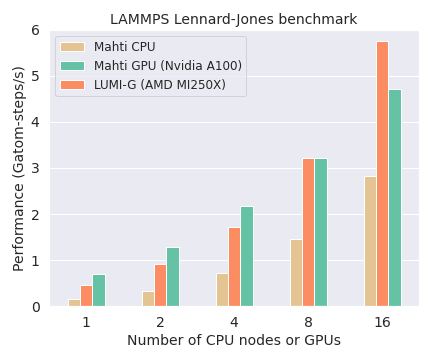 LAMMPS Lennard-Jones benchmark
Performance (Gatom-steps/s)
6
5
4
3
2
1
0
Mahti CPU
Mahti GPU (Nvidia A100)
LUMI-G (AMD MI250X)
1 2 4 8 16
Number of CPU nodes or GPUs